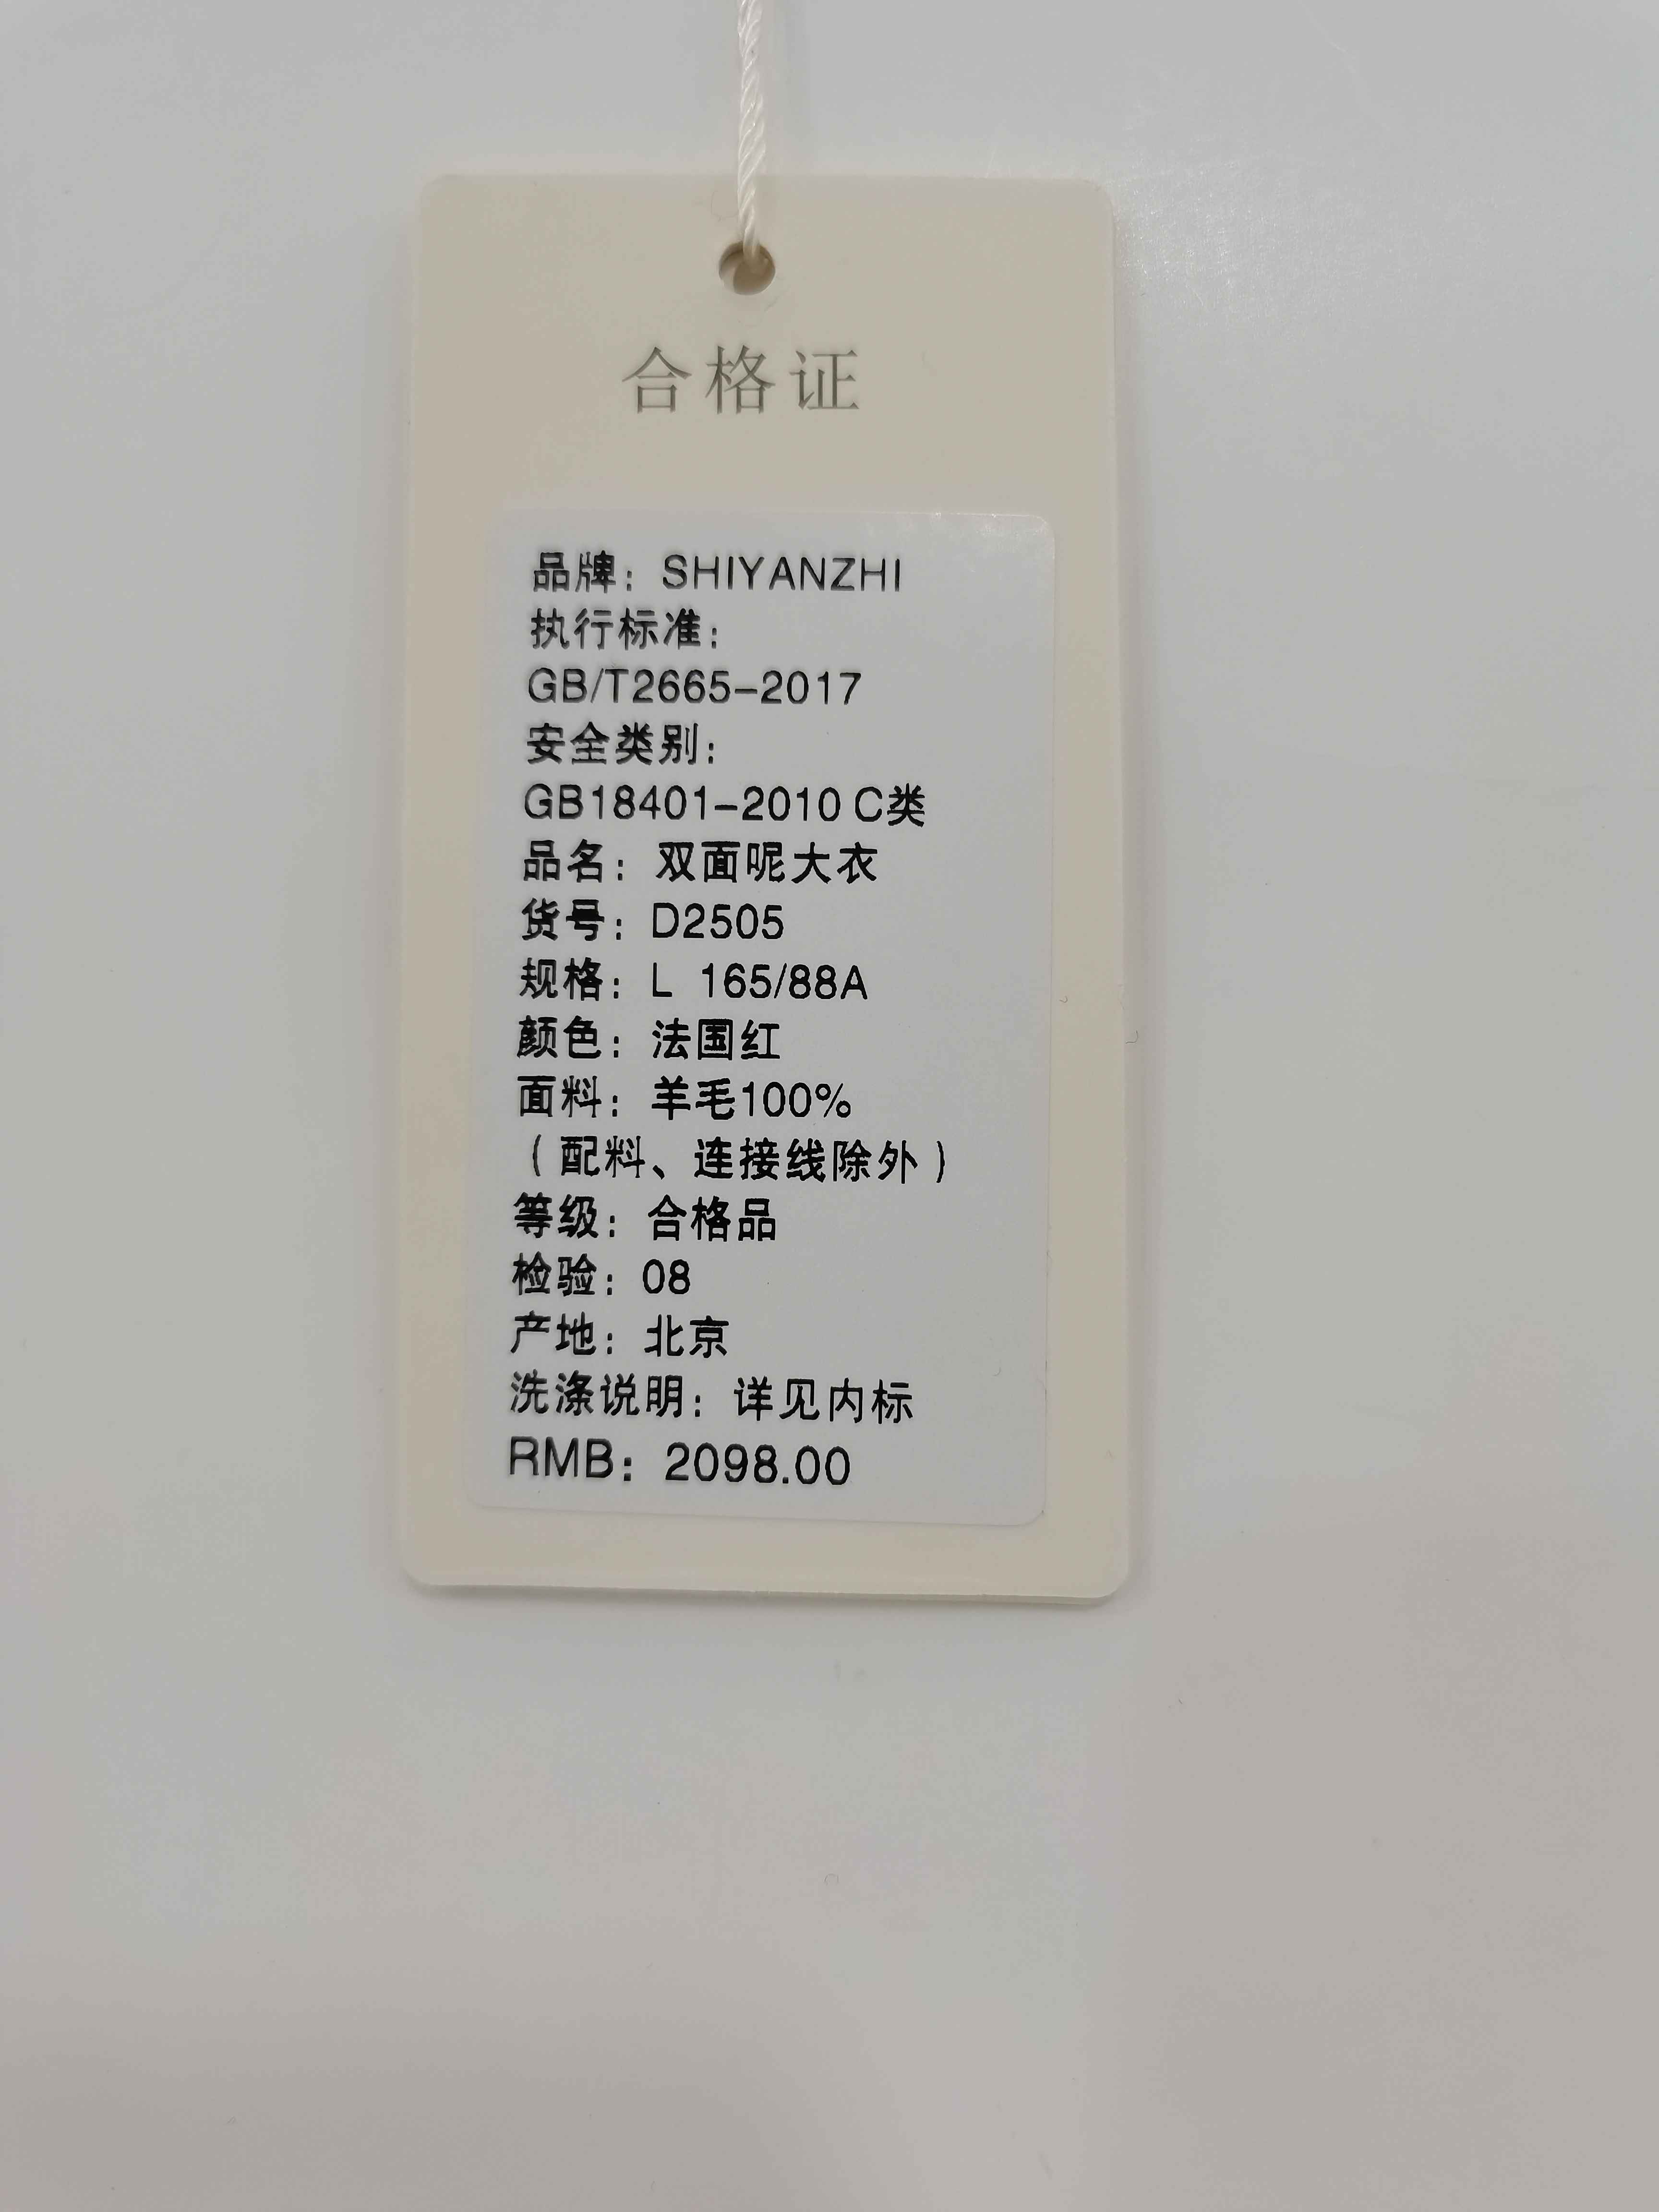 合格证
品牌：SHIYANZHI
执行标准：
GB/T2665-2017
安全类别：
GB18401-2010 C类
品名：双面呢大衣
货号：D2505
规格：L 165/88A
颜色：法国红
面料：羊毛100%
（配料、连接线除外）
等级：合格品
检验：08
产地：北京
洗涤说明：详见内标
RMB：2098.00